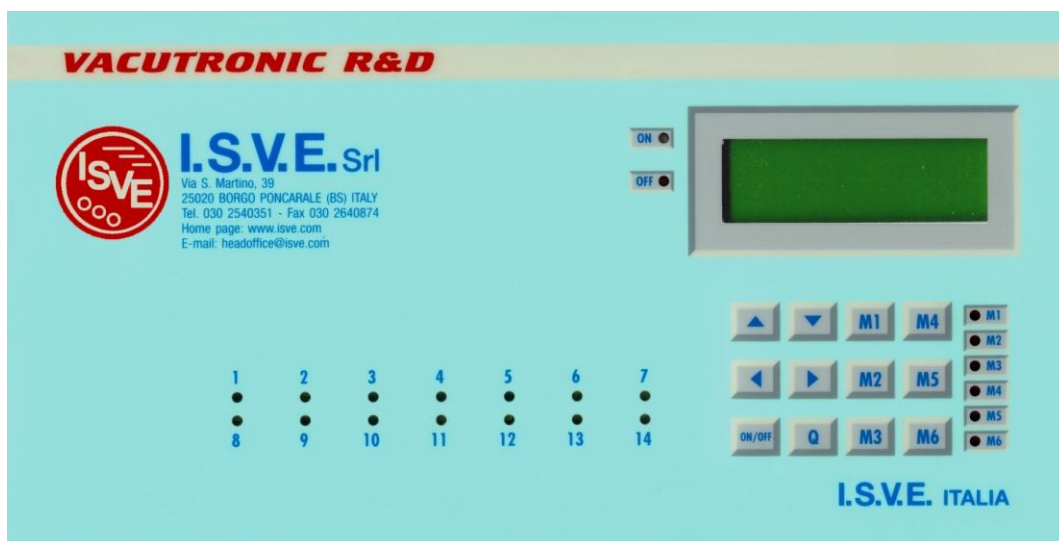 VACUTRONIC R&D
ISVE
I.S.V.E. Srl
Via S. Martino, 39
25020 BORGO PONCARALE (BS) ITALY
Tel. 030 2540351 - Fax 030 2640874
Home page: www.isve.com
E-mail: headoffice@isve.com
ON
OFF
M1 M4
M2 M5
ON/OFF Q M3 M6
M1
M2
M3
M4
M5
M6
1 2 3 4 5 6 7
8 9 10 11 12 13 14
I.S.V.E. ITALIA